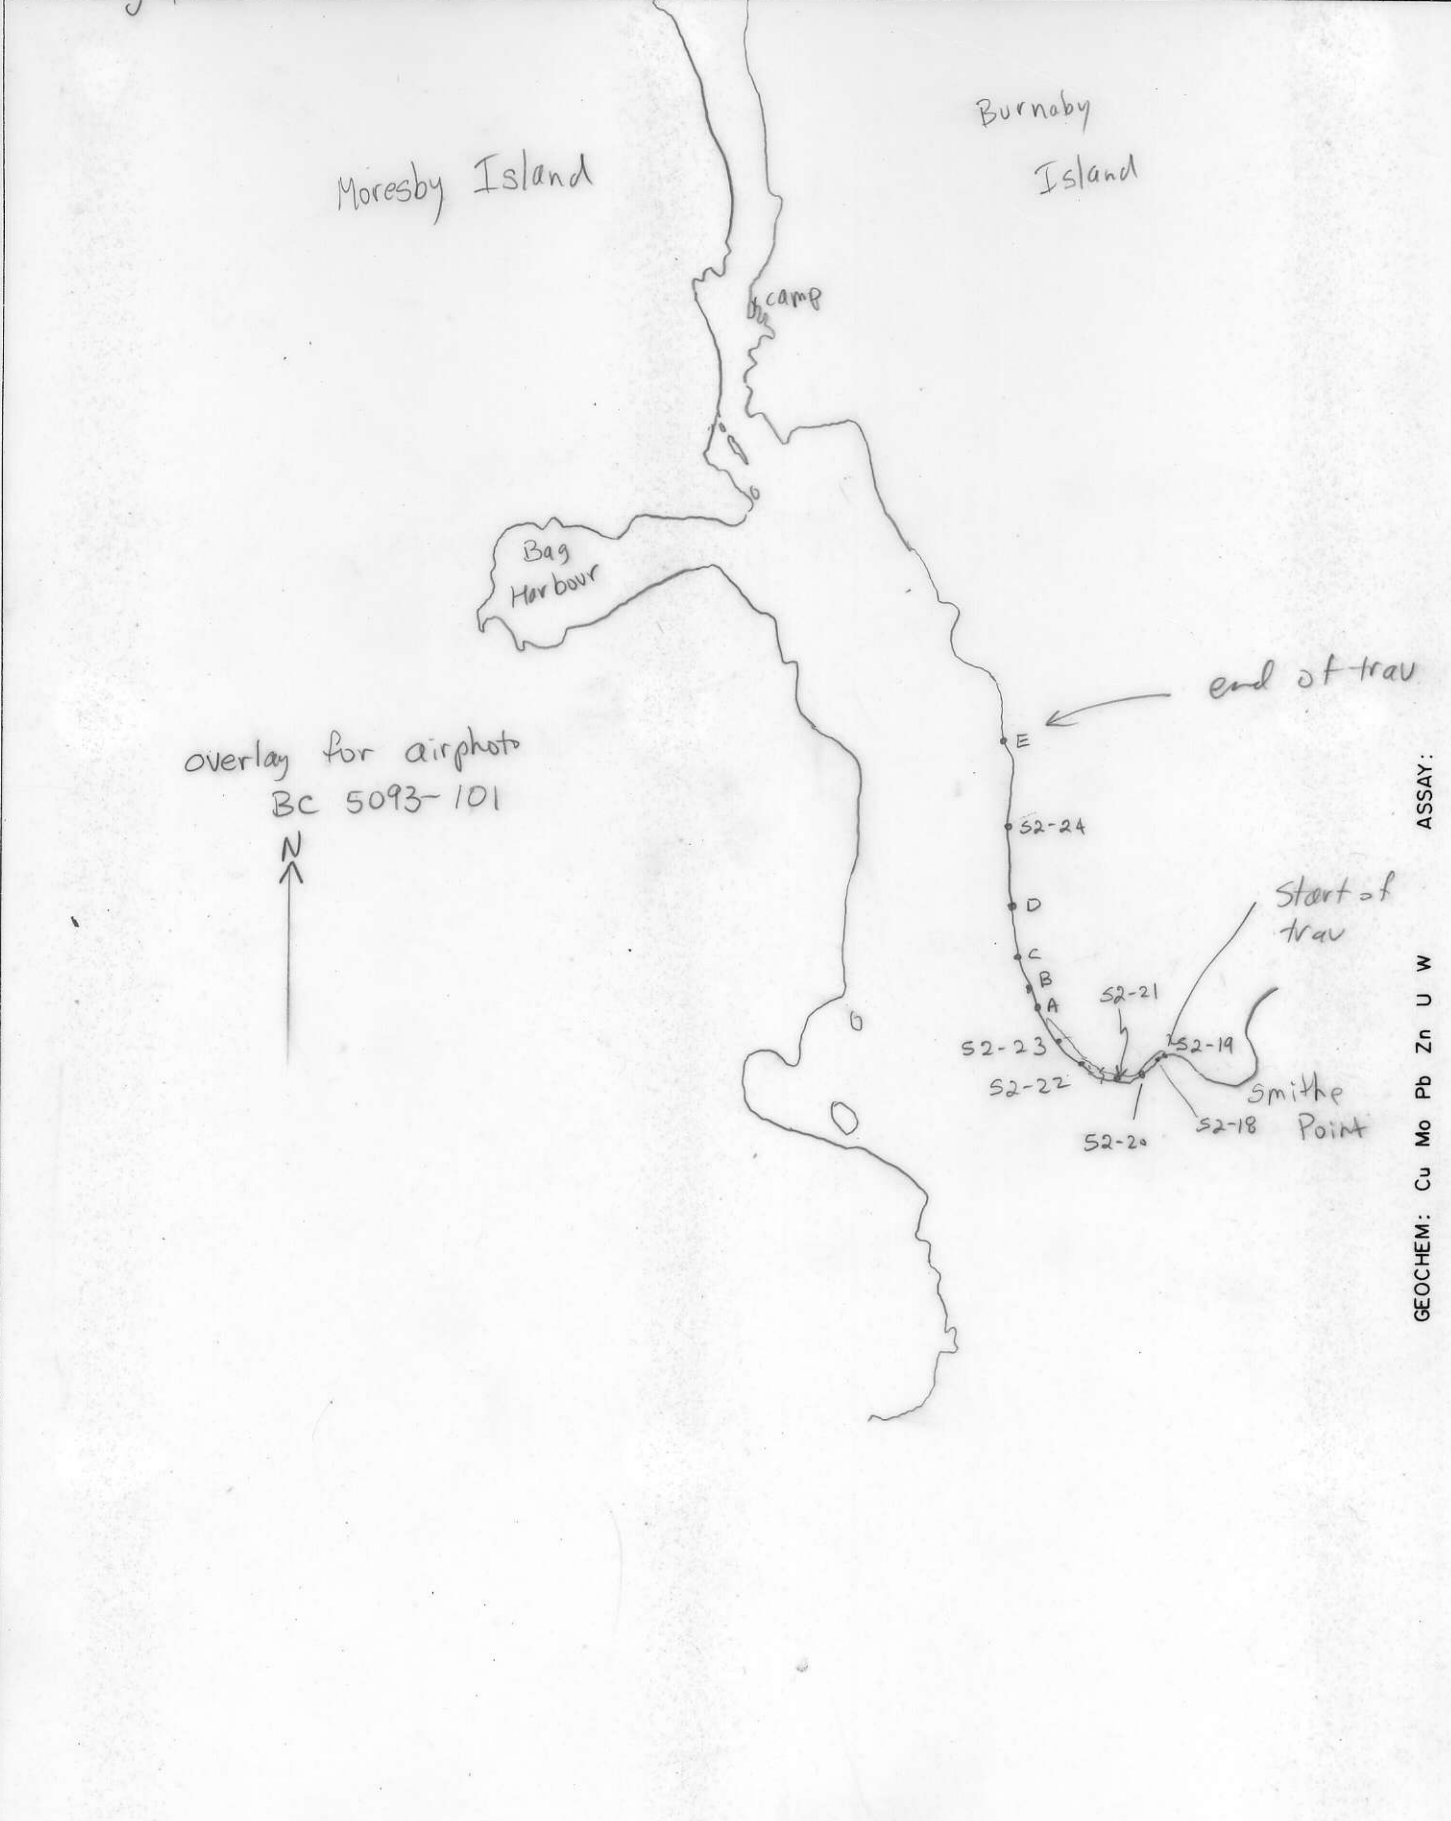 Burnaby
Island
Moresby Island
camp
Bag
Harbour
end of trav
E
overlay for airphoto
BC 5093-101
N
S2-24
D
Start of
trav
C
B
A
S2-21
S2-23
S2-19
S2-22
Smithe
Point
S2-18
S2-20
GEOCHEM: Cu Mo Pb Zn U W ASSAY: